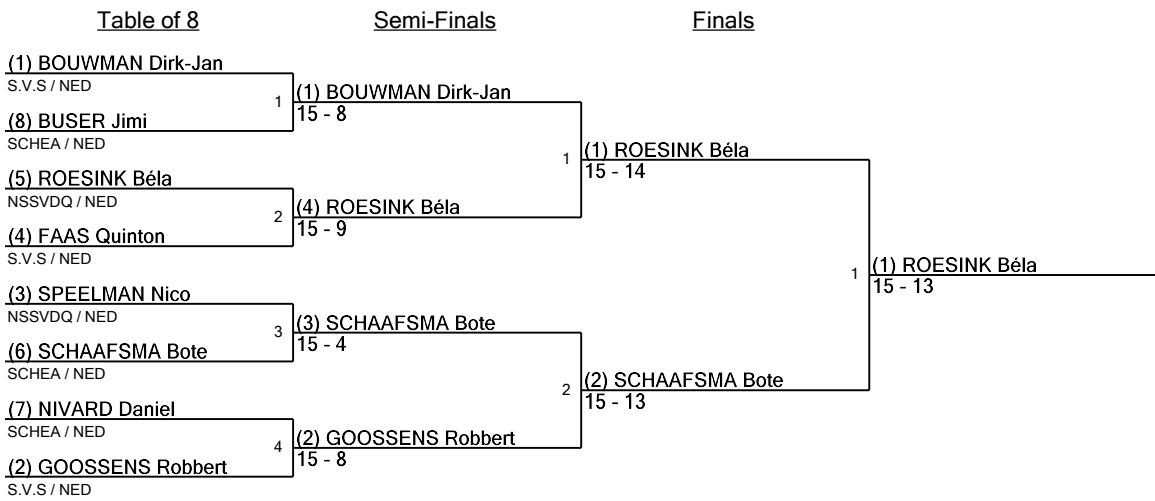 Table of 8
Semi-Finals
Finals
(1) BOUWMAN Dirk-Jan
S.V.S / NED
1
(8) BUSER Jimi
SCHEA / NED
(5) ROESINK Béla
NSSVDQ / NED
2
(4) FAAS Quinton
S.V.S / NED
(3) SPEELMAN Nico
NSSVDQ / NED
3
(6) SCHAAFSMA Bote
SCHEA / NED
(7) NIVARD Daniel
SCHEA / NED
4
(2) GOOSSENS Robbert
S.V.S / NED
(1) BOUWMAN Dirk-Jan
15 - 8
1
(4) ROESINK Béla
15 - 9
(3) SCHAAFSMA Bote
15 - 4
2
(2) GOOSSENS Robbert
15 - 8
(1) ROESINK Béla
15 - 14
1
(2) SCHAAFSMA Bote
15 - 13
(1) ROESINK Béla
15 - 13